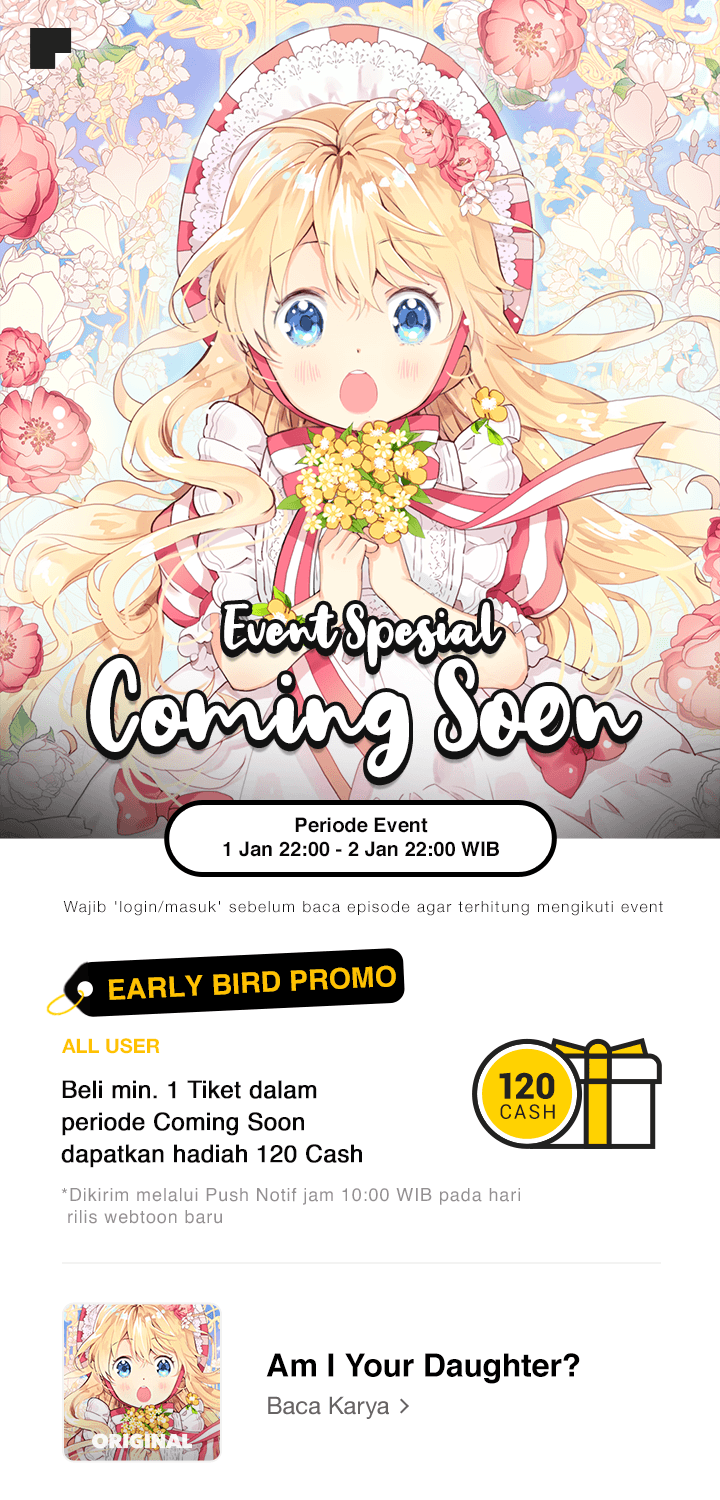 Event Spesial
Coming Soon
Periode Event
1 Jan 22:00 - 2 Jan 22:00 WIB
Wajib 'login/masuk' sebelum baca episode agar terhitung mengikuti event
EARLY BIRD PROMO
ALL USER
Beli min. 1 Tiket dalam
periode Coming Soon
dapatkan hadiah 120 Cash
120
CASH
*Dikirim melalui Push Notif jam 10:00 WIB pada hari
rilis webtoon baru
ORIGINAL
Am I Your Daughter?
Baca Karya >